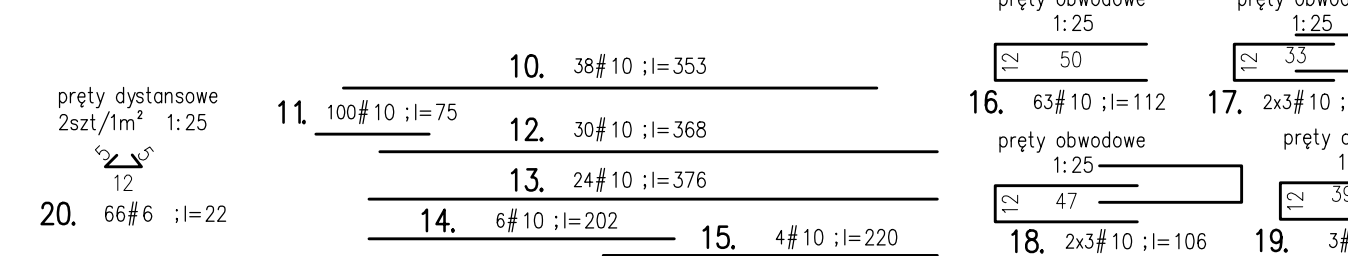 pręty dystansowe
2szt/1m² 1:25
5 5
12
20. 66#6 ;l=22
10. 38#10 ;l=353
11. 100#10 ;l=75
12. 30#10 ;l=368
13. 24#10 ;l=376
14. 6#10 ;l=202
15. 4#10 ;l=220
pręty obwodowe
1:25
12 50
16. 63#10 ;l=112
1:25
12 33
17. 2x3#10 ;
pręty obwodowe
1:25
12 47
18. 2x3#10 ;l=106
pręty
12 39
19. 3#